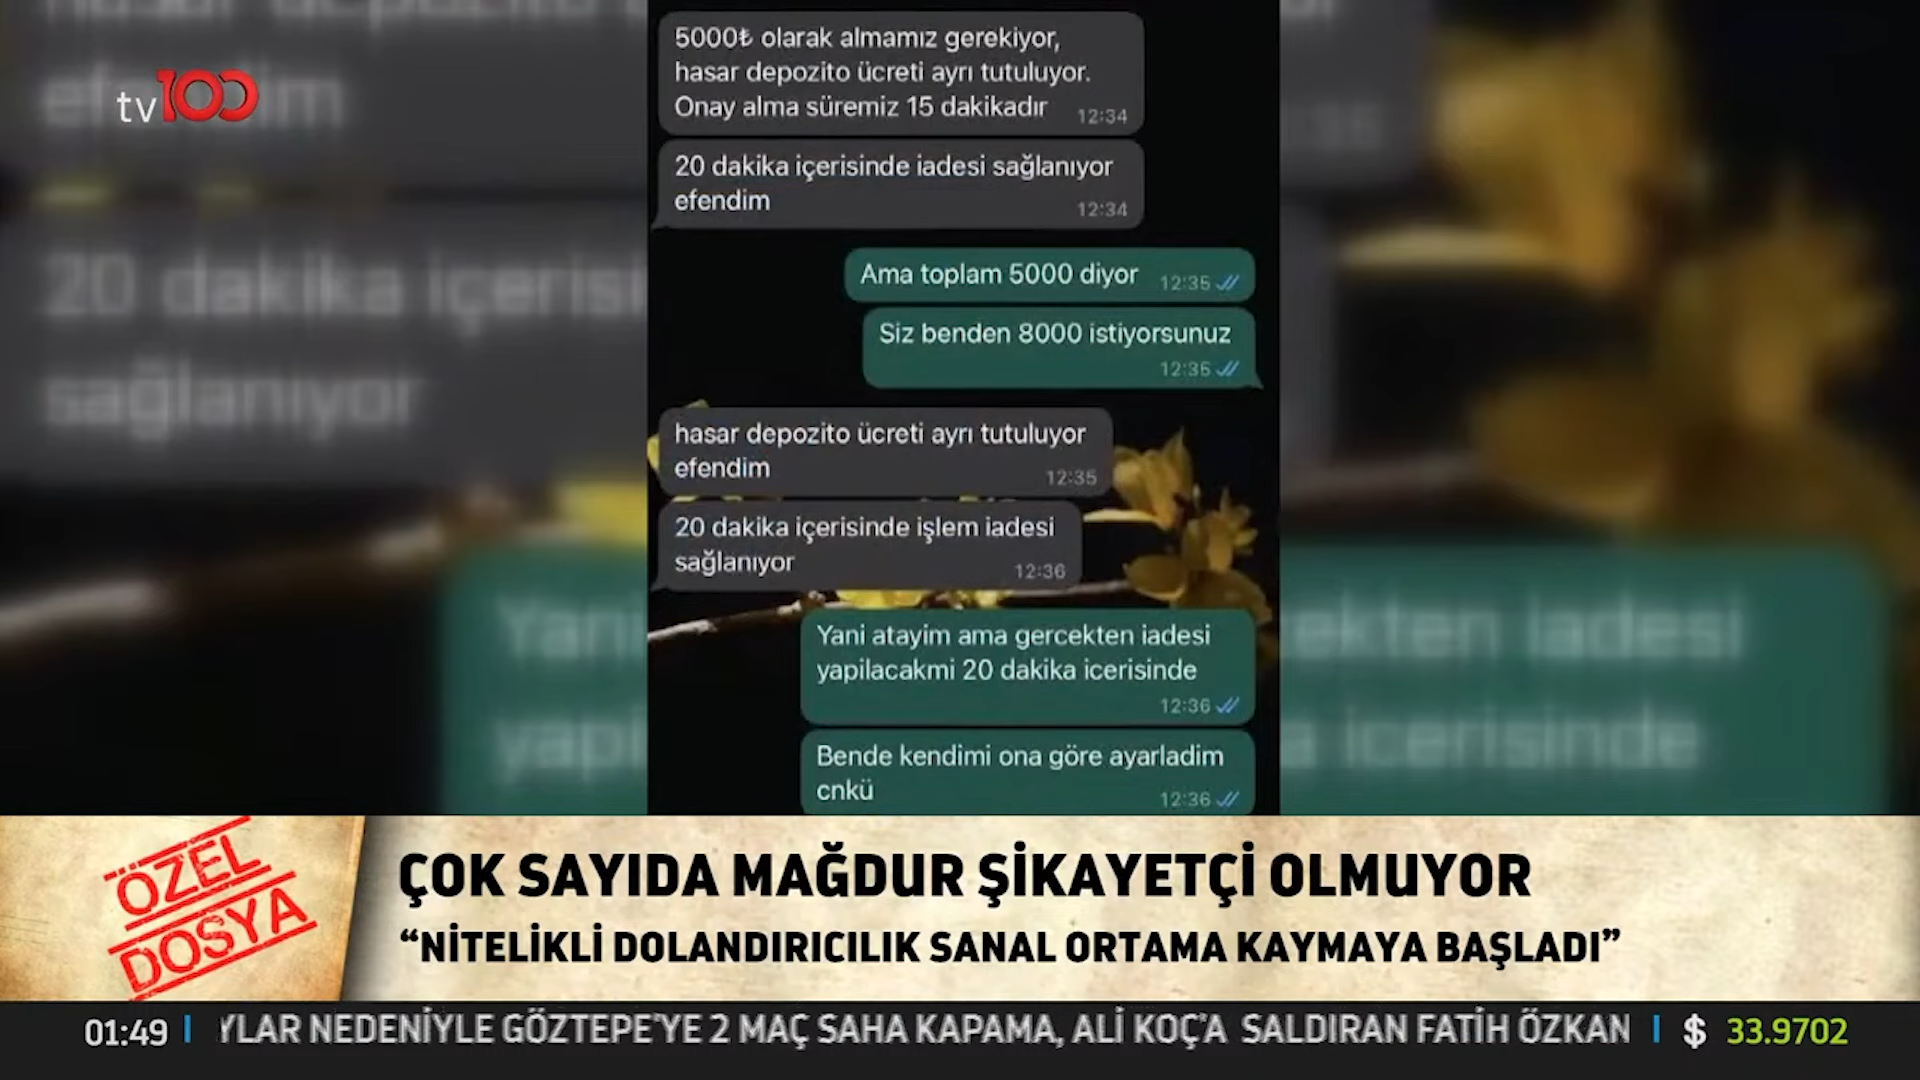 tv100
5000₺ olarak almamız gerekiyor,
hasar depozito ücreti ayrı tutuluyor.
Onay alma süremiz 15 dakikadır 12:34
20 dakika içerisinde iadesi sağlanıyor
efendim 12:34
Ama toplam 5000 diyor 12:35
Siz benden 8000 istiyorsunuz
12:35
hasar depozito ücreti ayrı tutuluyor
efendim 12:35
20 dakika içerisinde işlem iadesi
sağlanıyor 12:36
Yani atayim ama gercekten iadesi
yapilacakmi 20 dakika icerisinde
12:36
Bende kendimi ona göre ayarladim
cnkü 12:36
20 dakika içerisi
sağlanıyor
ÖZEL
DOSYA
ÇOK SAYIDA MAĞDUR ŞİKAYETÇİ OLMUYOR
“NİTELİKLİ DOLANDIRICILIK SANAL ORTAMA KAYMAYA BAŞLADI”
01:49 YLAR NEDENİYLE GÖZTEPE'YE 2 MAÇ SAHA KAPAMA, ALİ KOÇ'A SALDIRAN FATİH ÖZKAN $ 33.9702